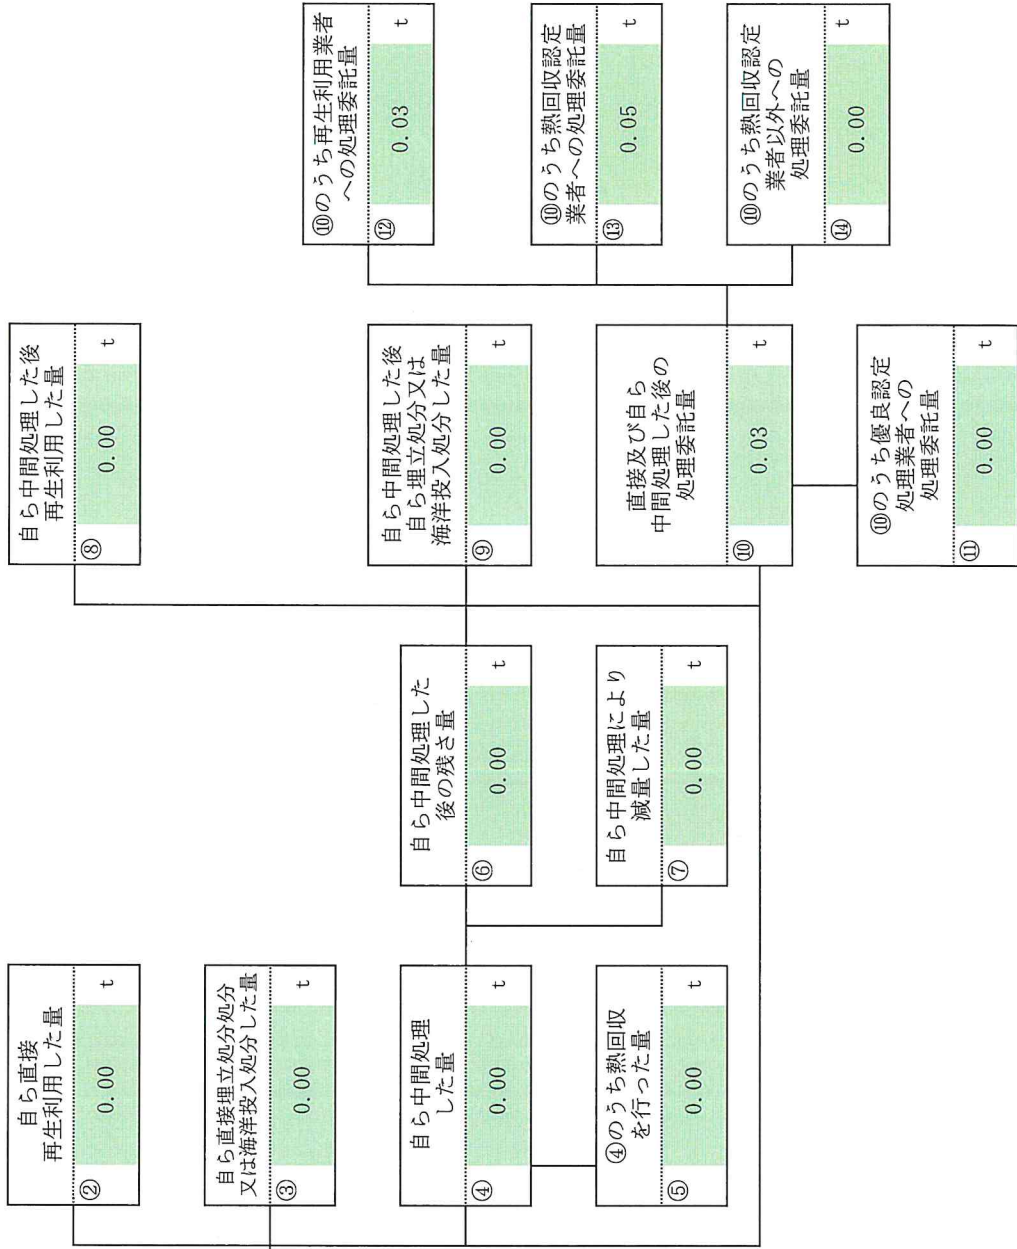 自ら直接
再生利用した量
② 0.00 t
自ら直接埋立処分処分
又は海洋投入処分した量
③ 0.00 t
自ら中間処理
した量
④ 0.00 t
④のうち熱回収
を行った量
⑤ 0.00 t
自ら中間処理した
後の残さ量
⑥ 0.00 t
自ら中間処理により
減量した量
⑦ 0.00 t
自ら中間処理した後
再生利用した量
⑧ 0.00 t
自ら中間処理した後
自ら埋立処分又は
海洋投入処分した量
⑨ 0.00 t
直接及び自ら
中間処理した後の
処理委託量
⑩ 0.03 t
⑩のうち優良認定
処理業者への
処理委託量
⑪ 0.00 t
⑩のうち再生利用業者
への処理委託量
⑫ 0.03 t
⑩のうち熱回収認定
業者への処理委託量
⑬ 0.05 t
⑩のうち熱回収認定
業者以外への
処理委託量
⑭ 0.00 t